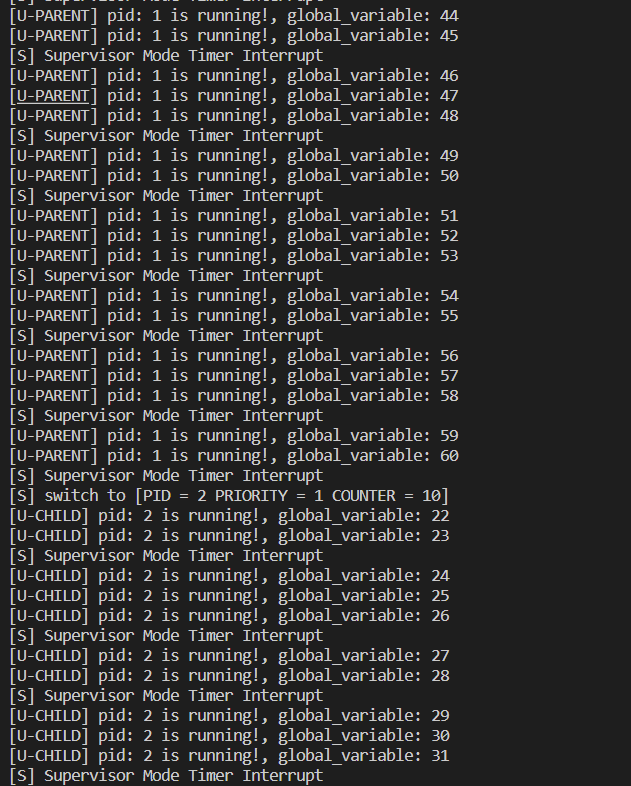 [S] Supervisor Mode Timer Interrupt
[U-PARENT] pid: 1 is running!, global_variable: 44
[U-PARENT] pid: 1 is running!, global_variable: 45
[S] Supervisor Mode Timer Interrupt
[U-PARENT] pid: 1 is running!, global_variable: 46
[U-PARENT] pid: 1 is running!, global_variable: 47
[U-PARENT] pid: 1 is running!, global_variable: 48
[S] Supervisor Mode Timer Interrupt
[U-PARENT] pid: 1 is running!, global_variable: 49
[U-PARENT] pid: 1 is running!, global_variable: 50
[S] Supervisor Mode Timer Interrupt
[U-PARENT] pid: 1 is running!, global_variable: 51
[U-PARENT] pid: 1 is running!, global_variable: 52
[U-PARENT] pid: 1 is running!, global_variable: 53
[S] Supervisor Mode Timer Interrupt
[U-PARENT] pid: 1 is running!, global_variable: 54
[U-PARENT] pid: 1 is running!, global_variable: 55
[S] Supervisor Mode Timer Interrupt
[U-PARENT] pid: 1 is running!, global_variable: 56
[U-PARENT] pid: 1 is running!, global_variable: 57
[U-PARENT] pid: 1 is running!, global_variable: 58
[S] Supervisor Mode Timer Interrupt
[U-PARENT] pid: 1 is running!, global_variable: 59
[U-PARENT] pid: 1 is running!, global_variable: 60
[S] Supervisor Mode Timer Interrupt
[S] switch to [PID = 2 PRIORITY = 1 COUNTER = 10]
[U-CHILD] pid: 2 is running!, global_variable: 22
[U-CHILD] pid: 2 is running!, global_variable: 23
[S] Supervisor Mode Timer Interrupt
[U-CHILD] pid: 2 is running!, global_variable: 24
[U-CHILD] pid: 2 is running!, global_variable: 25
[U-CHILD] pid: 2 is running!, global_variable: 26
[S] Supervisor Mode Timer Interrupt
[U-CHILD] pid: 2 is running!, global_variable: 27
[U-CHILD] pid: 2 is running!, global_variable: 28
[S] Supervisor Mode Timer Interrupt
[U-CHILD] pid: 2 is running!, global_variable: 29
[U-CHILD] pid: 2 is running!, global_variable: 30
[U-CHILD] pid: 2 is running!, global_variable: 31
[S] Supervisor Mode Timer Interrupt